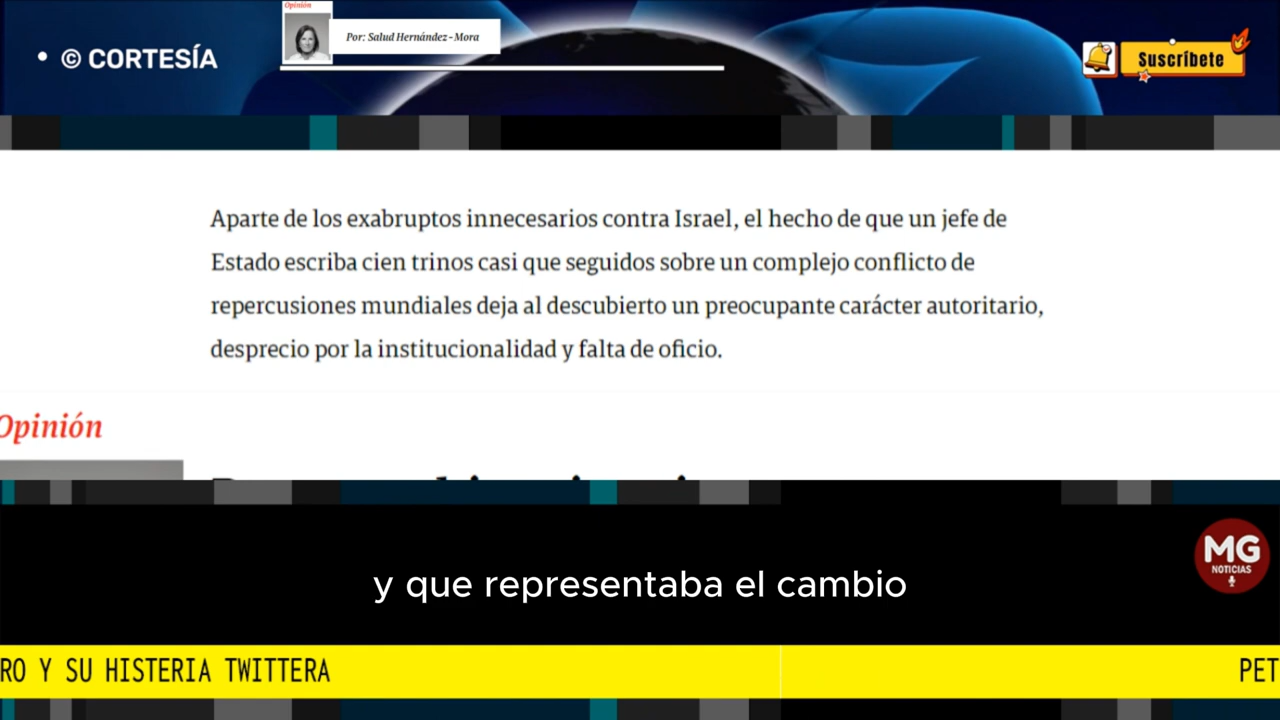 Opinión
Por: Salud Hernández-Mora
• © CORTESÍA
Suscríbete
Aparte de los exabruptos innecesarios contra Israel, el hecho de que un jefe de
Estado escriba cien trinos casi que seguidos sobre un complejo conflicto de
repercusiones mundiales deja al descubierto un preocupante carácter autoritario,
desprecio por la institucionalidad y falta de oficio.
Opinión
MG
NOTICIAS
y que representaba el cambio
RO Y SU HISTERIA TWITTERA
PET